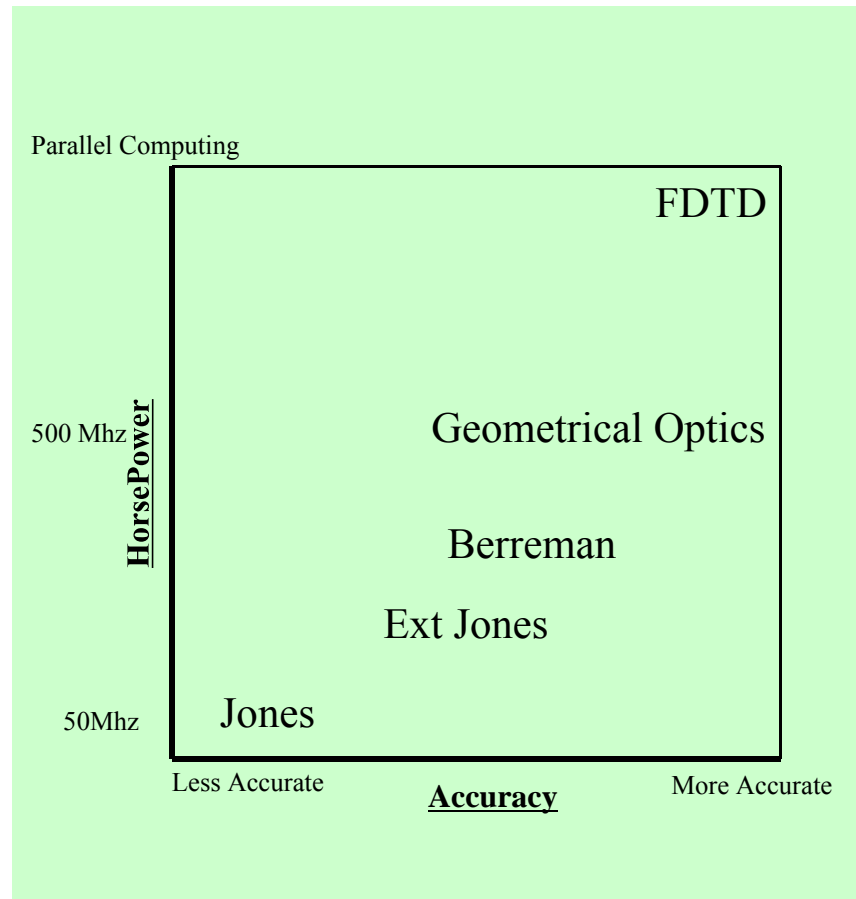 Parallel Computing
FDTD
500 Mhz
HorsePower
Geometrical Optics
Berreman
Ext Jones
50Mhz
Jones
Less Accurate
Accuracy
More Accurate